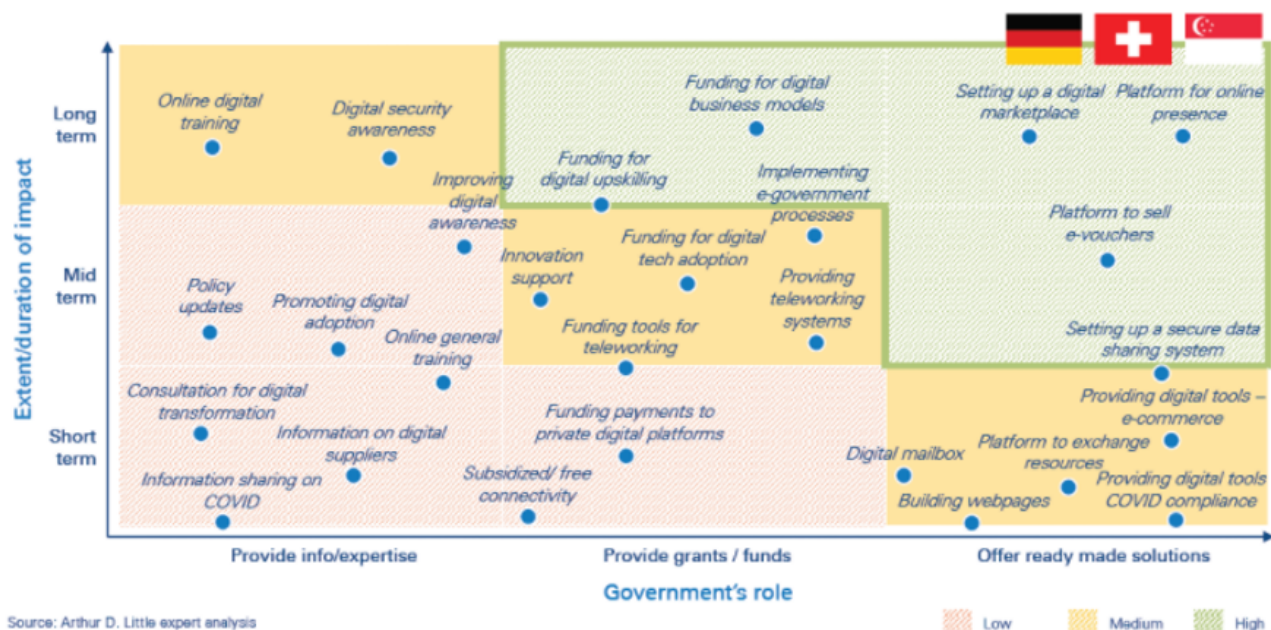 Extent/duration of impact
Long
term
Mid
term
Short
term
Online digital
training
Digital security
awareness
Funding for digital
business models
Setting up a digital
marketplace
Platform for online
presence
Improving
digital
awareness
Funding for
digital upskilling
Implementing
e-government
processes
Platform to sell
e-vouchers
Innovation
support
Funding for digital
tech adoption
Policy
updates
Promoting digital
adoption
Providing
teleworking
systems
Online general
training
Funding tools for
teleworking
Setting up a secure data
sharing system
Consultation for digital
transformation
Information on digital
suppliers
Funding payments to
private digital platforms
Providing digital tools –
e-commerce
Digital mailbox
Platform to exchange
resources
Information sharing on
COVID
Subsidized/ free
connectivity
Building webpages
Providing digital tools
COVID compliance
Provide info/expertise
Provide grants / funds
Offer ready made solutions
Government's role
Source: Arthur D. Little expert analysis
Low
Medium
High